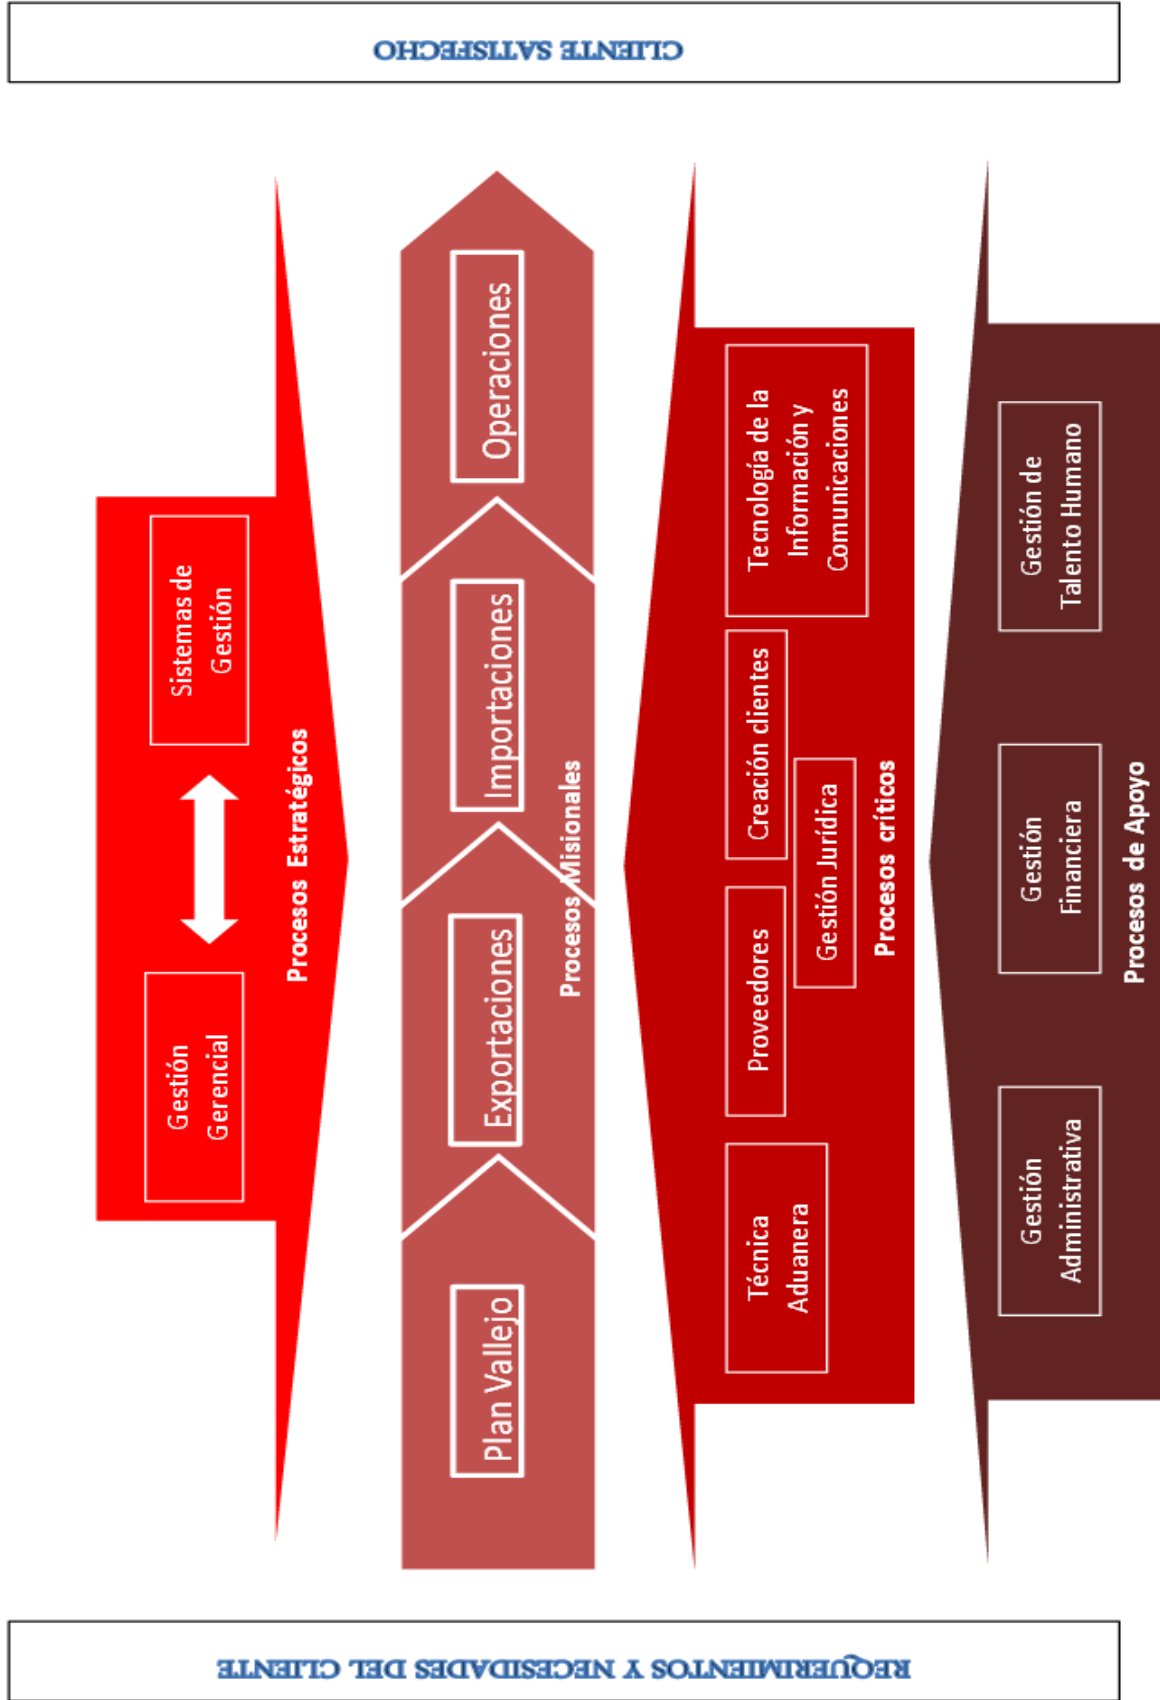 REQUERIMIENTOS Y NECESIDADES DEL CLIENTE
Gestión
Gerencial
Sistemas de
Gestión
Procesos Estratégicos
Plan Vallejo
Exportaciones
Importaciones
Operaciones
Procesos Misionales
Técnica
Aduanera
Proveedores
Creación clientes
Tecnología de la
Información y
Comunicaciones
Gestión Jurídica
Procesos críticos
Gestión
Administrativa
Gestión
Financiera
Gestión de
Talento Humano
Procesos de Apoyo
CLIENTE SATISFECHO